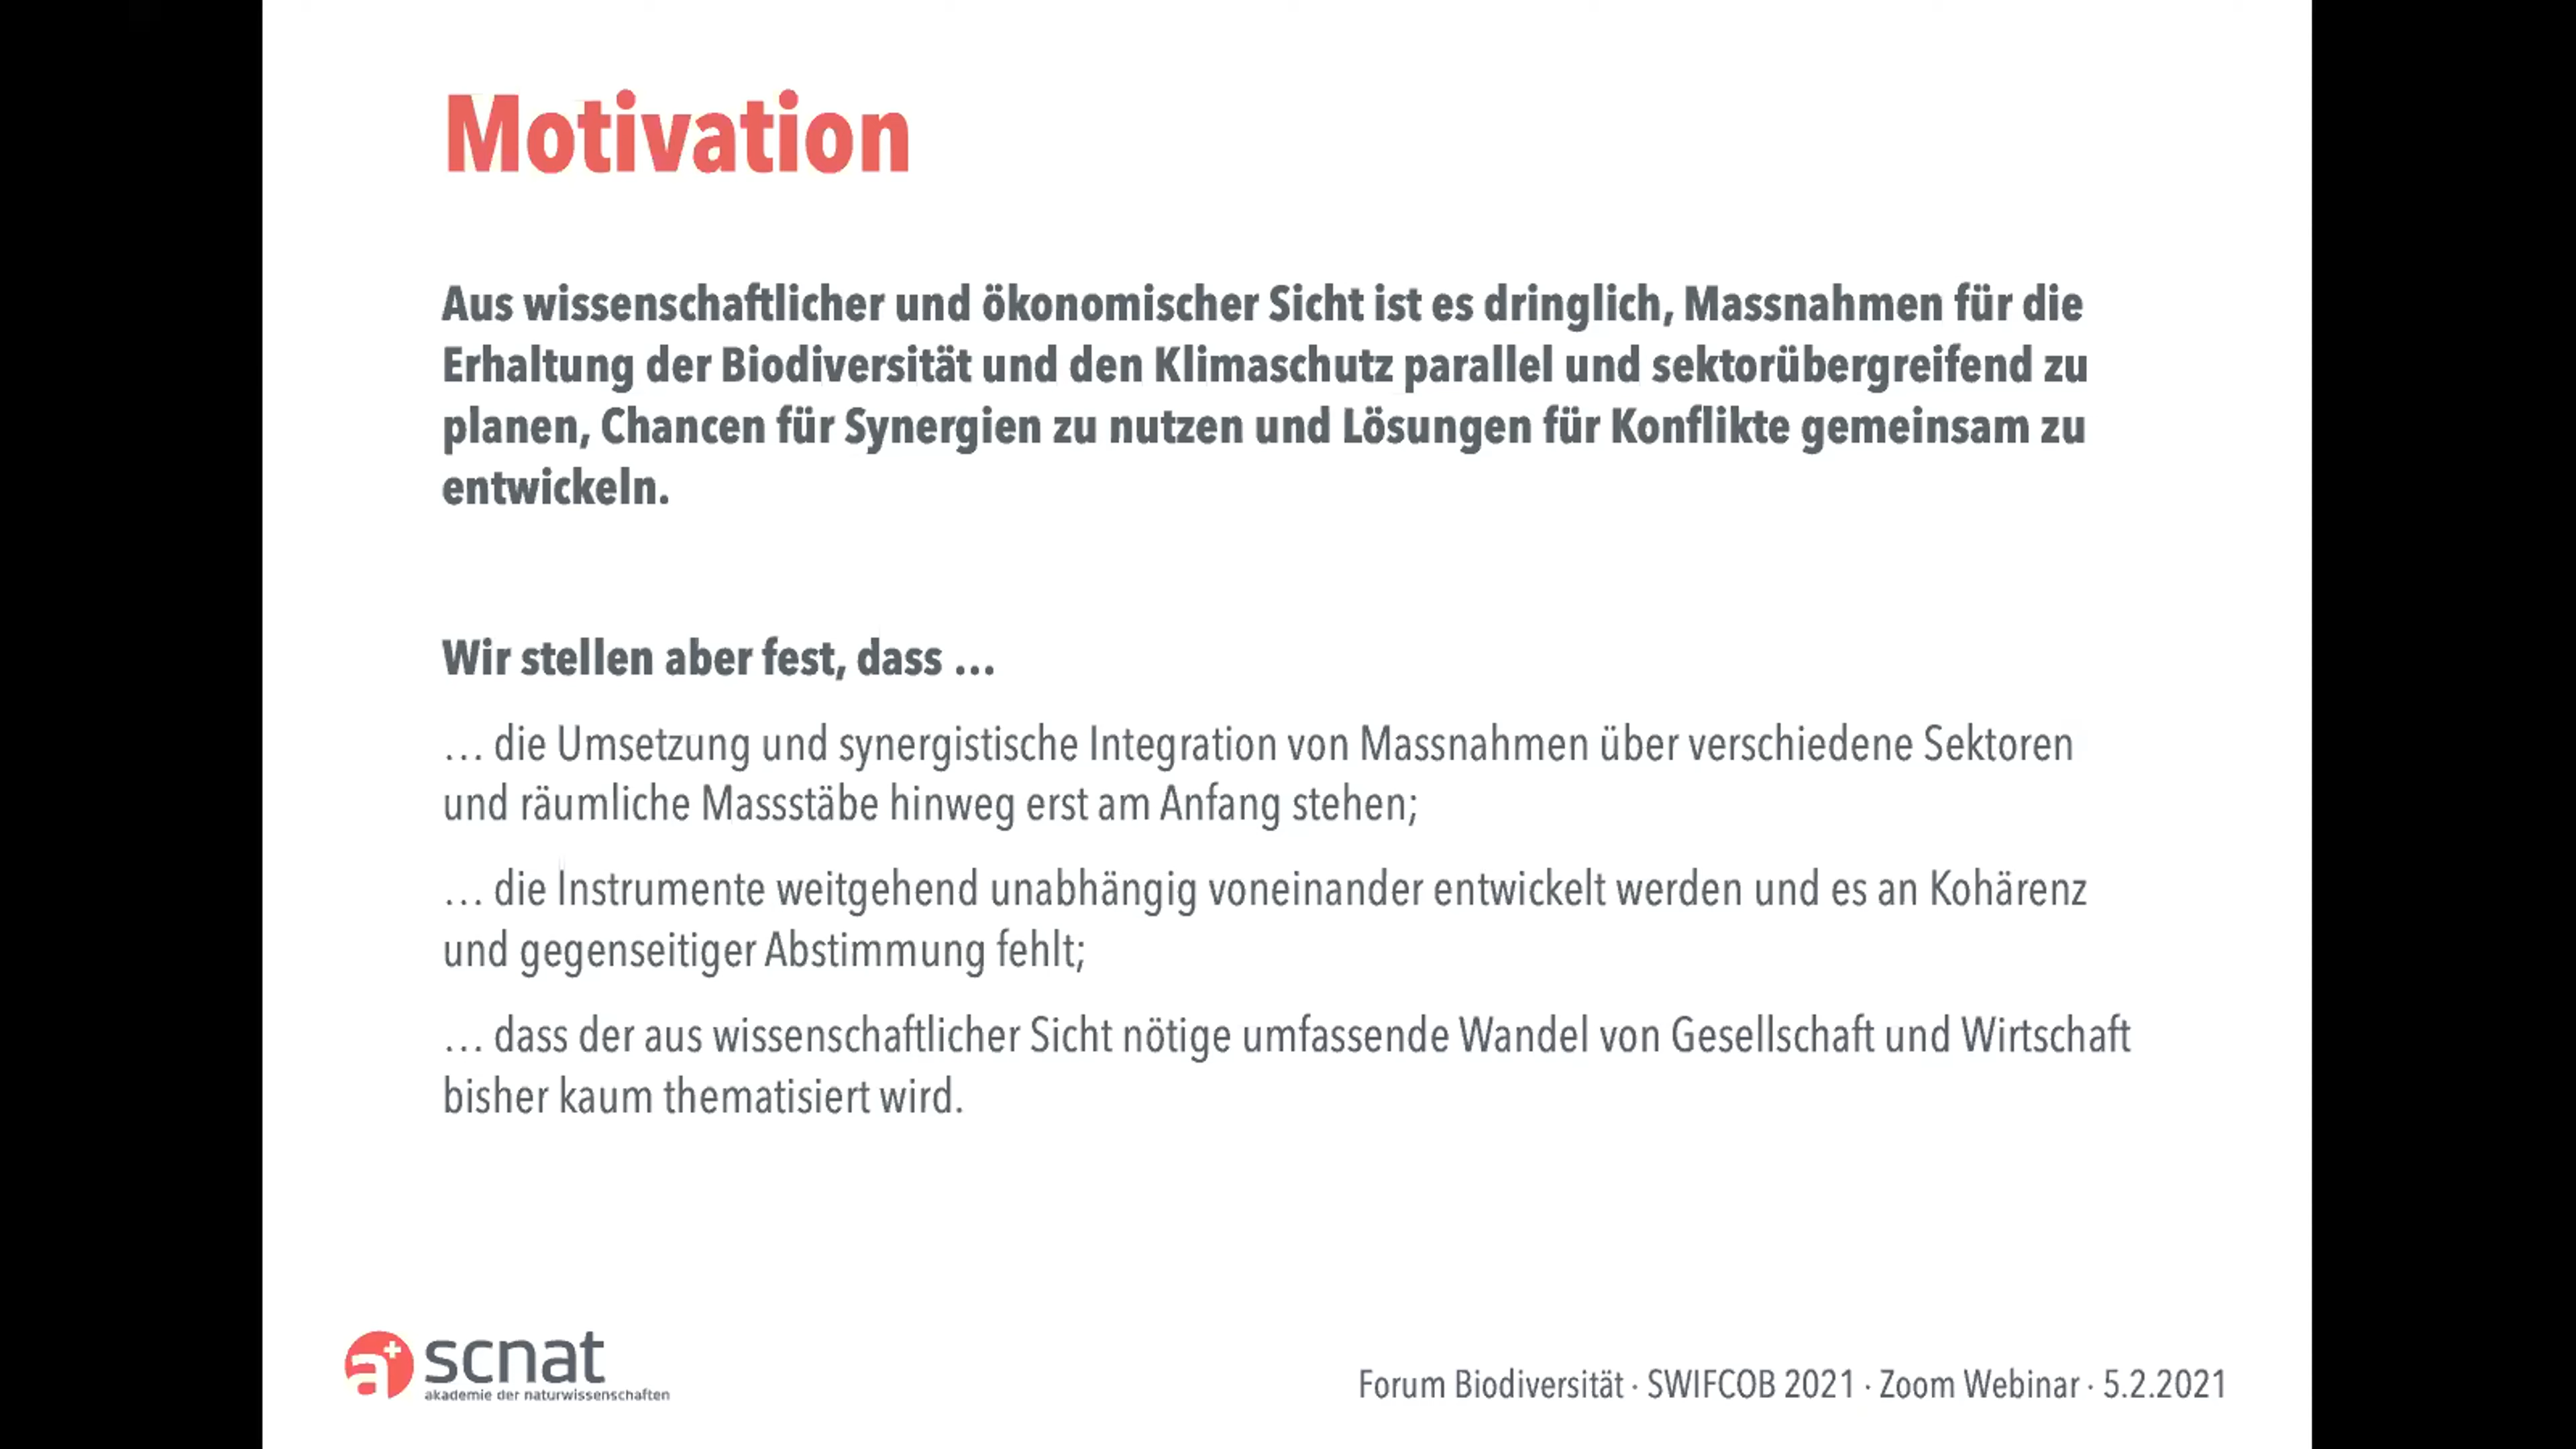 Motivation
Aus wissenschaftlicher und ökonomischer Sicht ist es dringlich, Massnahmen für die
Erhaltung der Biodiversität und den Klimaschutz parallel und sektorübergreifend zu
planen, Chancen für Synergien zu nutzen und Lösungen für Konflikte gemeinsam zu
entwickeln.
Wir stellen aber fest, dass …
… die Umsetzung und synergistische Integration von Massnahmen über verschiedene Sektoren
und räumliche Massstäbe hinweg erst am Anfang stehen;
… die Instrumente weitgehend unabhängig voneinander entwickelt werden und es an Kohärenz
und gegenseitiger Abstimmung fehlt;
… dass der aus wissenschaftlicher Sicht nötige umfassende Wandel von Gesellschaft und Wirtschaft
bisher kaum thematisiert wird.
a+ scnat
akademie der naturwissenschaften
Forum Biodiversität · SWIFCOB 2021 · Zoom Webinar · 5.2.2021